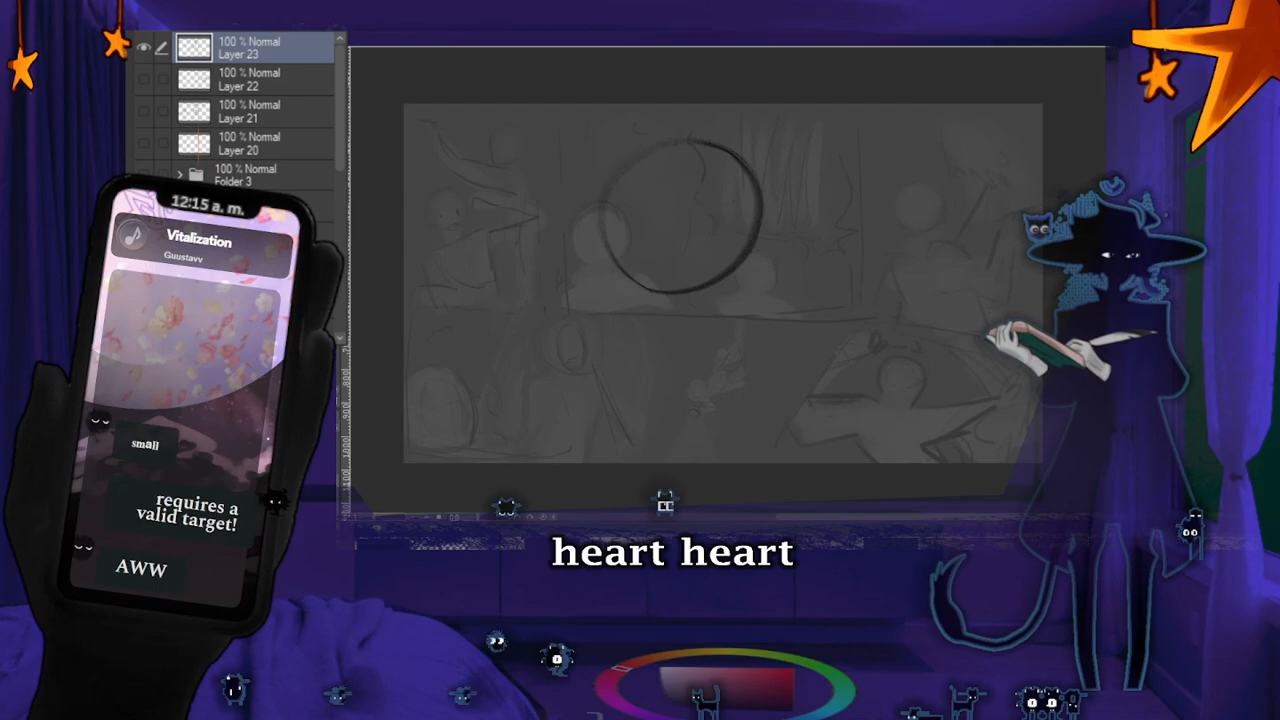 100 % Normal
Layer 23
100 % Normal
Layer 22
100 % Normal
Layer 21
100 % Normal
Layer 20
100 % Normal
Folder 3
12:15 a. m.
Vitalization
Guustavv
small
requires a
valid target!
AWW
heart heart